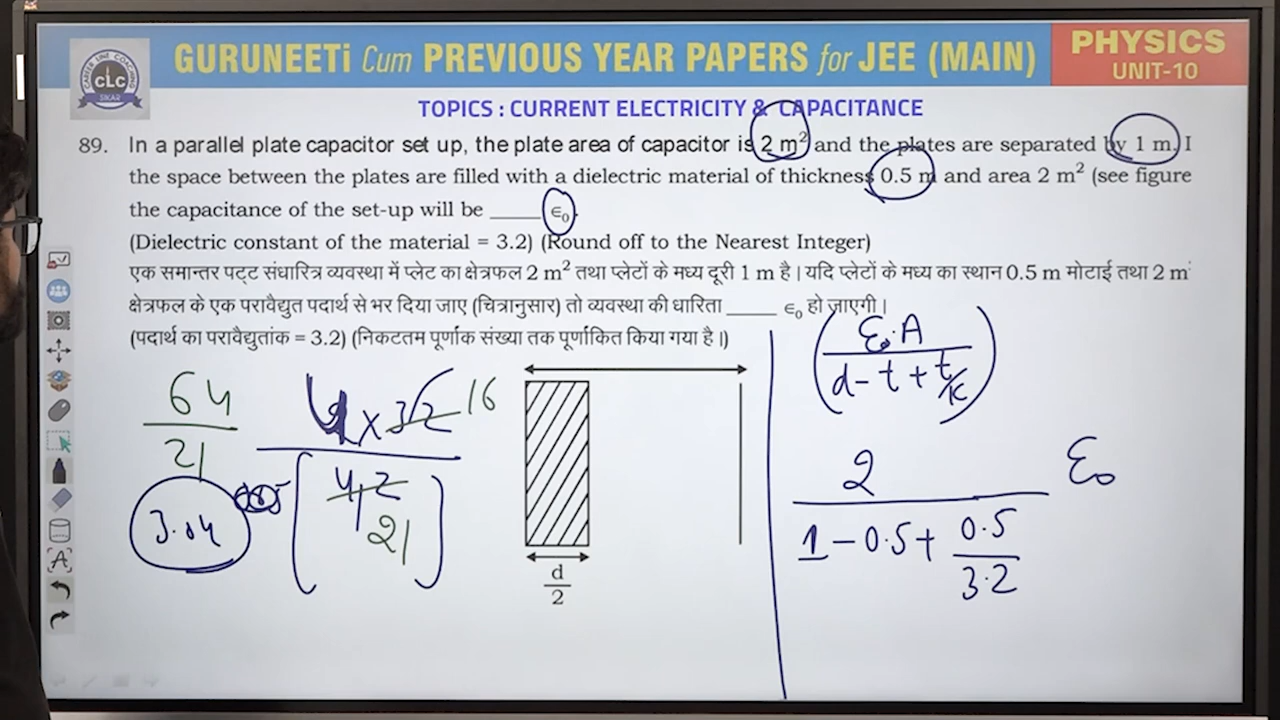 GURUNEETi Cum PREVIOUS YEAR PAPERS for JEE (MAIN)
PHYSICS
UNIT-10
CAREER LINE COACHING
CLC
SIKAR
TOPICS : CURRENT ELECTRICITY & CAPACITANCE
89. In a parallel plate capacitor set up, the plate area of capacitor is 2 m² and the plates are separated by 1 m. I
the space between the plates are filled with a dielectric material of thickness 0.5 m and area 2 m² (see figure
the capacitance of the set-up will be _____ ∈₀.
(Dielectric constant of the material = 3.2) (Round off to the Nearest Integer)
एक समान्तर पट्ट संधारित्र व्यवस्था में प्लेट का क्षेत्रफल 2 m² तथा प्लेटों के मध्य दूरी 1 m है। यदि प्लेटों के मध्य का स्थान 0.5 m मोटाई तथा 2 m
क्षेत्रफल के एक परावैद्युत पदार्थ से भर दिया जाए (चित्रानुसार) तो व्यवस्था की धारिता _____ ∈₀ हो जाएगी।
(पदार्थ का परावैद्युतांक = 3.2) (निकटतम पूर्णांक संख्या तक पूर्णांकित किया गया है।)
(ε₀.A
d - t + t/K)
64
21
3.04
4 x 32 16
4.2
21
d
2
2
1 - 0.5 + 0.5
3.2
ε₀